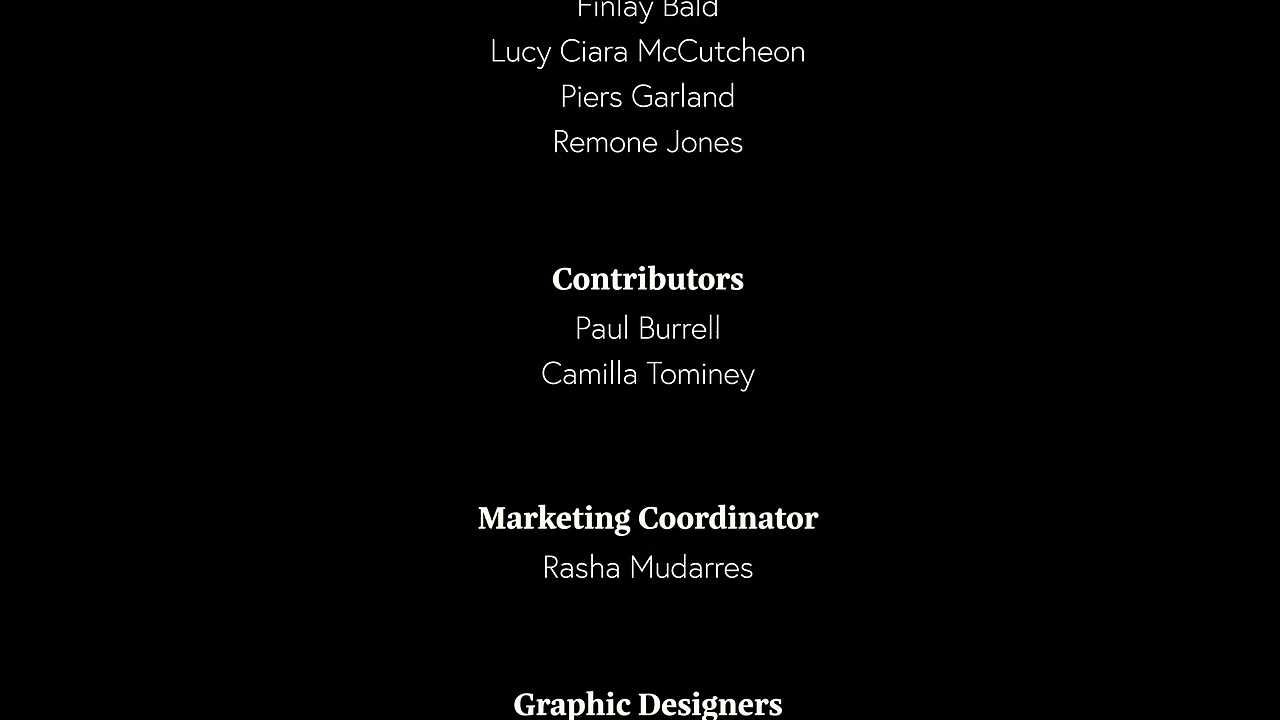 Finlay Bald
Lucy Ciara McCutcheon
Piers Garland
Remone Jones
Contributors
Paul Burrell
Camilla Tominey
Marketing Coordinator
Rasha Mudarres
Graphic Designers